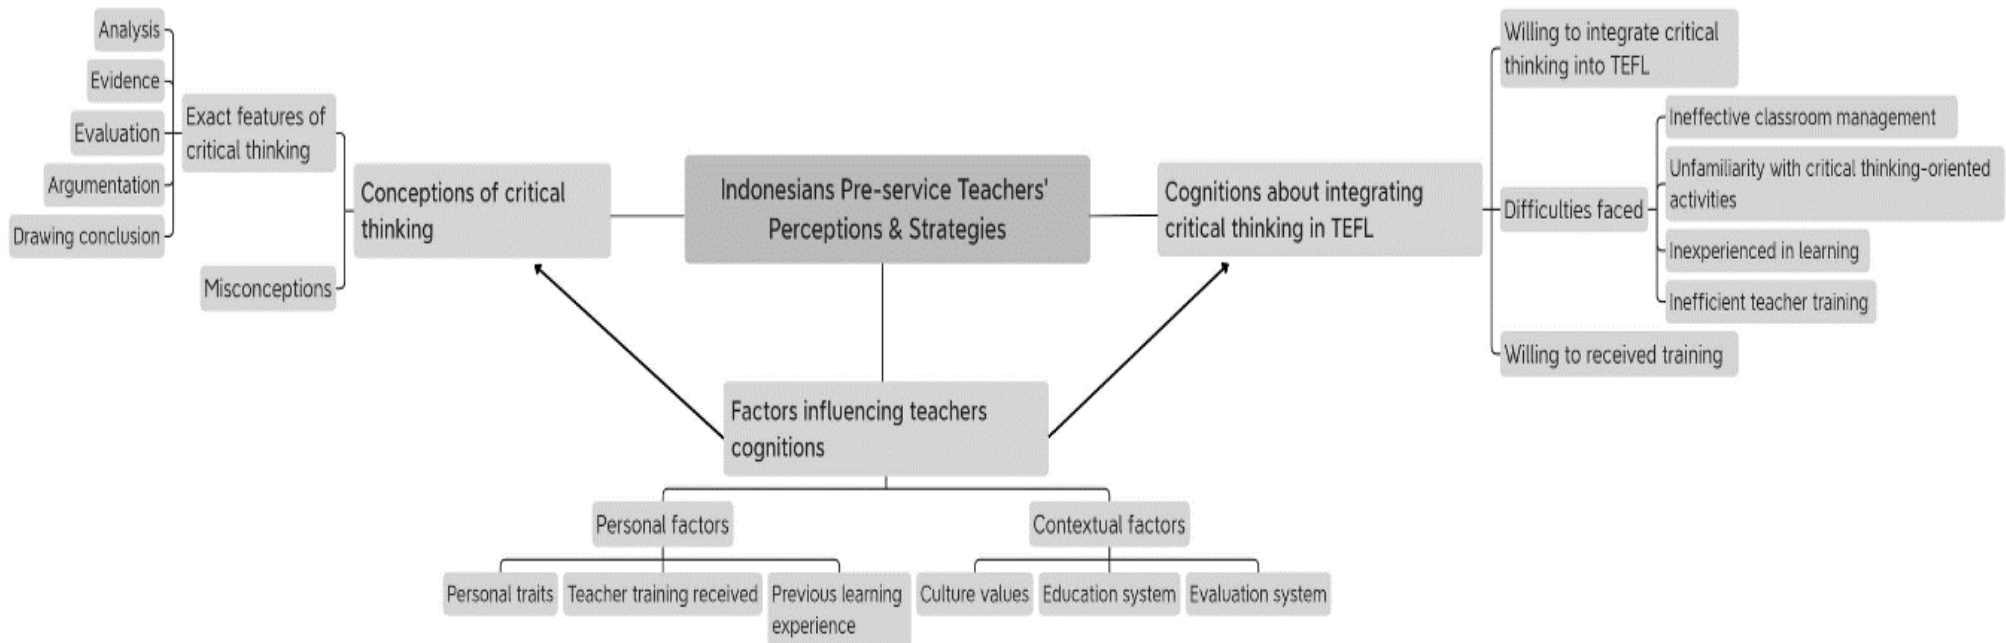 Analysis
Evidence
Evaluation
Argumentation
Drawing conclusion
Exact features of
critical thinking
Misconceptions
Conceptions of critical
thinking
Indonesians Pre-service Teachers'
Perceptions & Strategies
Cognitions about integrating
critical thinking in TEFL
Willing to integrate critical
thinking into TEFL
Difficulties faced
Ineffective classroom management
Unfamiliarity with critical thinking-oriented
activities
Inexperienced in learning
Inefficient teacher training
Willing to received training
Factors influencing teachers
cognitions
Personal factors
Contextual factors
Personal traits
Teacher training received
Previous learning
experience
Culture values
Education system
Evaluation system